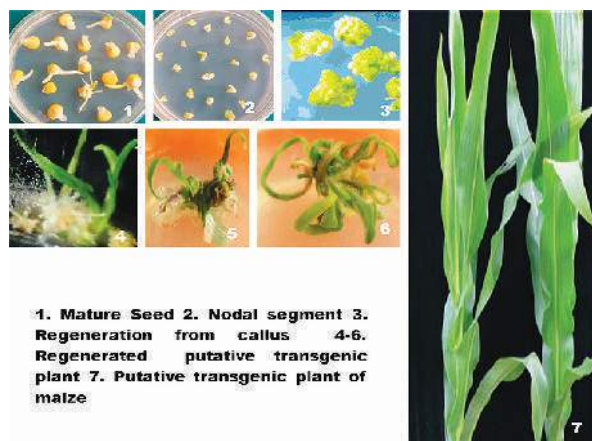 1
2
3
4
5
6
7
1. Mature Seed 2. Nodal segment 3.
Regeneration from callus 4-6.
Regenerated putative transgenic
plant 7. Putative transgenic plant of
maize